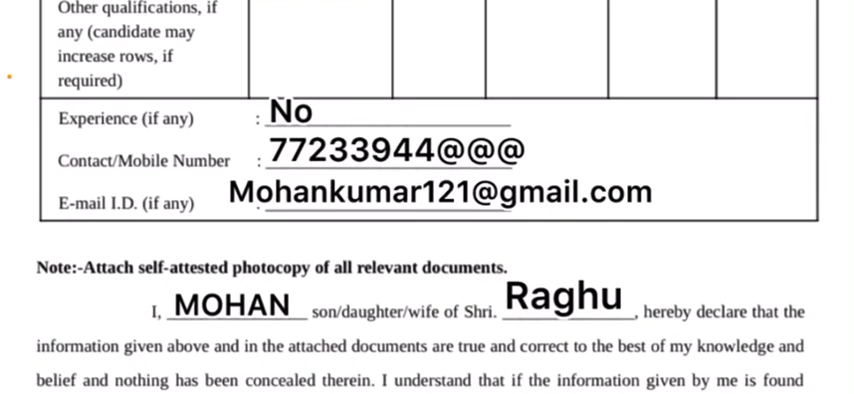 Other qualifications, if
any (candidate may
increase rows, if
required)
Experience (if any) : No
Contact/Mobile Number : 77233944@@@
E-mail I.D. (if any) : Mohankumar121@gmail.com
Note:-Attach self-attested photocopy of all relevant documents.
I, MOHAN son/daughter/wife of Shri. Raghu, hereby declare that the
information given above and in the attached documents are true and correct to the best of my knowledge and
belief and nothing has been concealed therein. I understand that if the information given by me is found